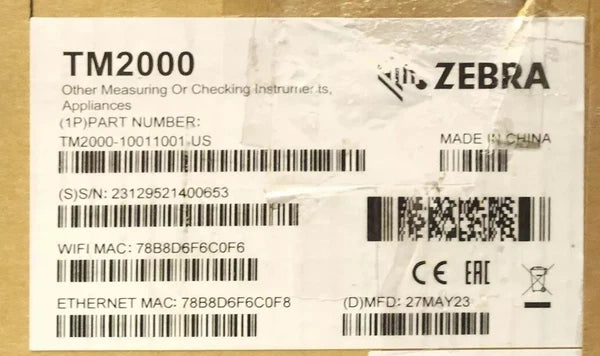 TM2000
ZEBRA
Other Measuring Or Checking Instruments,
Appliances
(1P)PART NUMBER:
TM2000-10011001-US
MADE IN CHINA
(S)S/N: 23129521400653
WIFI MAC: 78B8D6F6C0F6
CE EAC
ETHERNET MAC: 78B8D6F6C0F8
(D)MFD: 27MAY23